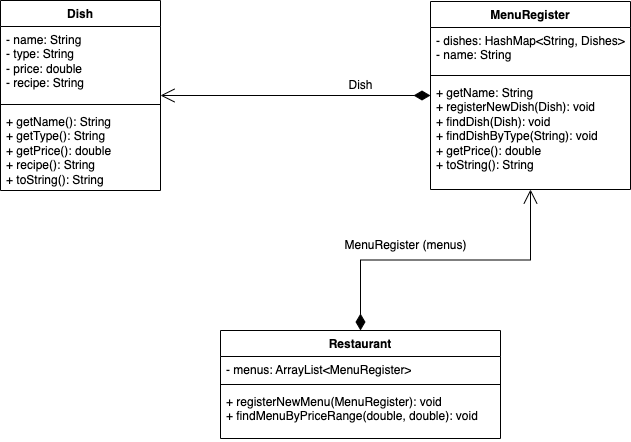 Dish
- name: String
- type: String
- price: double
- recipe: String
+ getName(): String
+ getType(): String
+ getPrice(): double
+ recipe(): String
+ toString(): String
Dish
MenuRegister
- dishes: HashMap<String, Dishes>
- name: String
+ getName: String
+ registerNewDish(Dish): void
+ findDish(Dish): void
+ findDishByType(String): void
+ getPrice(): double
+ toString(): String
MenuRegister (menus)
Restaurant
- menus: ArrayList<MenuRegister>
+ registerNewMenu(MenuRegister): void
+ findMenuByPriceRange(double, double): void